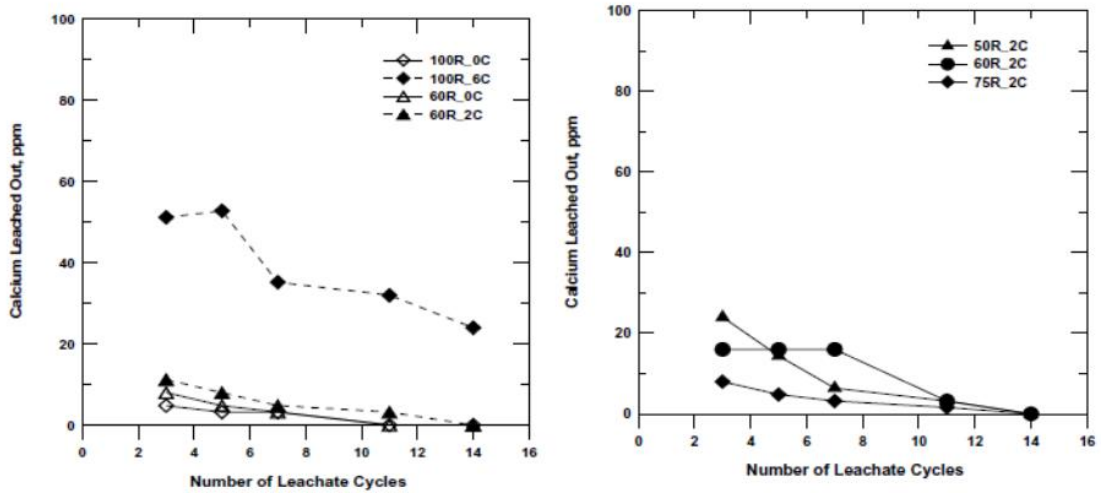 100
80
60
40
20
0
Calcium Leached Out, ppm
100R_0C
100R_6C
60R_0C
60R_2C
0 2 4 6 8 10 12 14 16
Number of Leachate Cycles
100
80
60
40
20
0
Calcium Leached Out, ppm
50R_2C
60R_2C
75R_2C
0 2 4 6 8 10 12 14 16
Number of Leachate Cycles